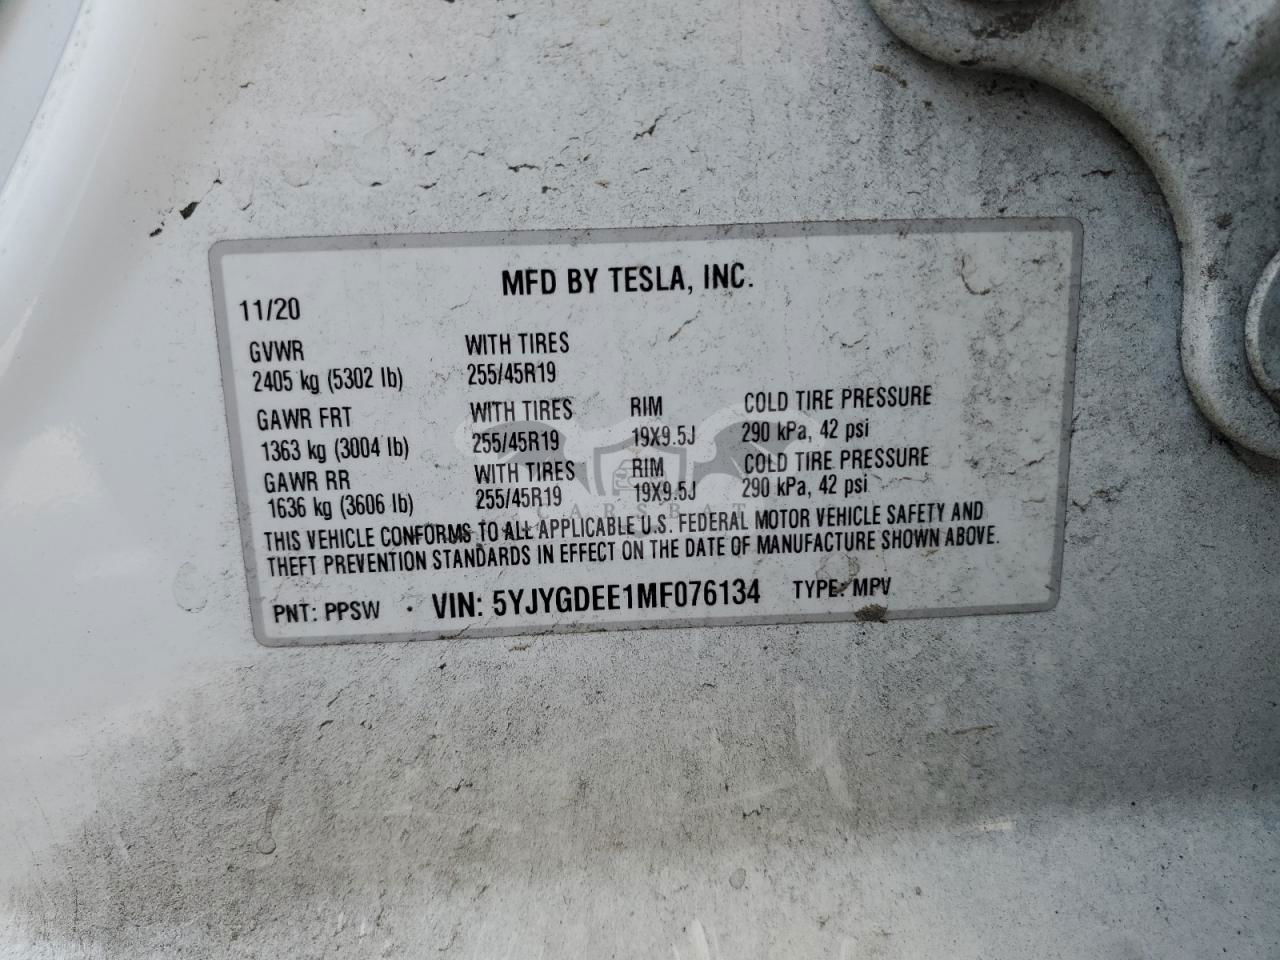 MFD BY TESLA, INC.
11/20
GVWR WITH TIRES
2405 kg (5302 lb) 255/45R19
GAWR FRT WITH TIRES RIM COLD TIRE PRESSURE
1363 kg (3004 lb) 255/45R19 19X9.5J 290 kPa, 42 psi
GAWR RR WITH TIRES RIM COLD TIRE PRESSURE
1636 kg (3606 lb) 255/45R19 19X9.5J 290 kPa, 42 psi
CARSBAT
THIS VEHICLE CONFORMS TO ALL APPLICABLE U.S. FEDERAL MOTOR VEHICLE SAFETY AND
THEFT PREVENTION STANDARDS IN EFFECT ON THE DATE OF MANUFACTURE SHOWN ABOVE.
PNT: PPSW · VIN: 5YJYGDEE1MF076134 TYPE: MPV